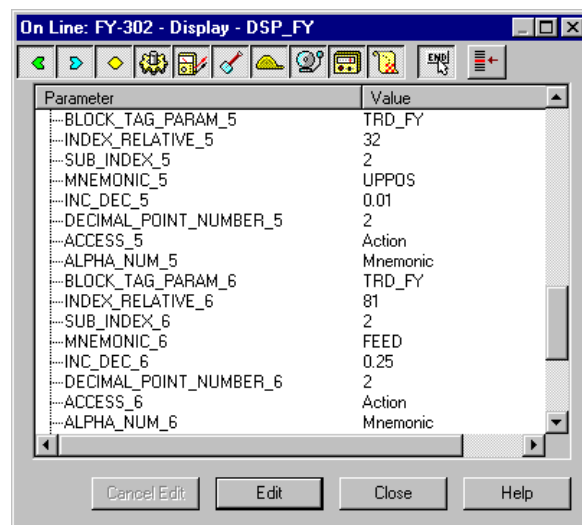 On Line: FY-302 - Display - DSP_FY
END
Parameter Value
BLOCK_TAG_PARAM_5 TRD_FY
INDEX_RELATIVE_5 32
SUB_INDEX_5 2
MNEMONIC_5 UPPOS
INC_DEC_5 0.01
DECIMAL_POINT_NUMBER_5 2
ACCESS_5 Action
ALPHA_NUM_5 Mnemonic
BLOCK_TAG_PARAM_6 TRD_FY
INDEX_RELATIVE_6 81
SUB_INDEX_6 2
MNEMONIC_6 FEED
INC_DEC_6 0.25
DECIMAL_POINT_NUMBER_6 2
ACCESS_6 Action
ALPHA_NUM_6 Mnemonic
Cancel Edit Edit Close Help